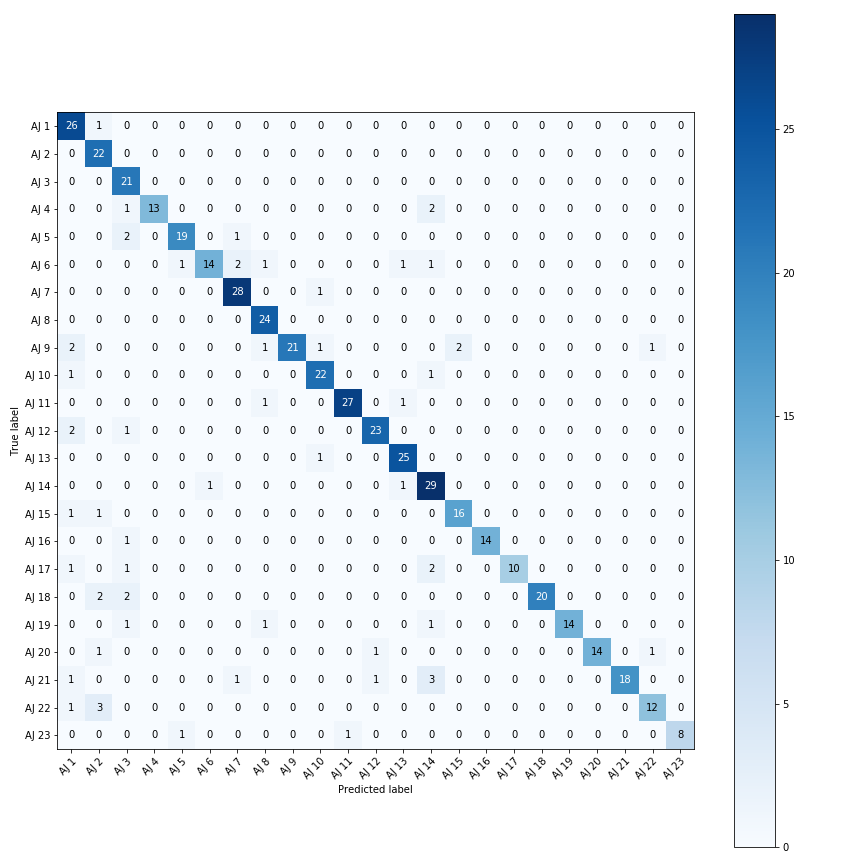 AJ 1 26 1 0 0 0 0 0 0 0 0 0 0 0 0 0 0 0 0 0 0 0 0 0
AJ 2 0 22 0 0 0 0 0 0 0 0 0 0 0 0 0 0 0 0 0 0 0 0 0
AJ 3 0 0 21 0 0 0 0 0 0 0 0 0 0 0 0 0 0 0 0 0 0 0 0
AJ 4 0 0 1 13 0 0 0 0 0 0 0 0 0 2 0 0 0 0 0 0 0 0 0
AJ 5 0 0 2 0 19 0 1 0 0 0 0 0 0 0 0 0 0 0 0 0 0 0 0
AJ 6 0 0 0 0 1 14 2 1 0 0 0 0 1 1 0 0 0 0 0 0 0 0 0
AJ 7 0 0 0 0 0 0 28 0 0 1 0 0 0 0 0 0 0 0 0 0 0 0 0
AJ 8 0 0 0 0 0 0 0 24 0 0 0 0 0 0 0 0 0 0 0 0 0 0 0
AJ 9 2 0 0 0 0 0 0 1 21 1 0 0 0 0 2 0 0 0 0 0 0 1 0
AJ 10 1 0 0 0 0 0 0 0 0 22 0 0 0 1 0 0 0 0 0 0 0 0 0
AJ 11 0 0 0 0 0 0 0 1 0 0 27 0 1 0 0 0 0 0 0 0 0 0 0
AJ 12 2 0 1 0 0 0 0 0 0 0 0 23 0 0 0 0 0 0 0 0 0 0 0
AJ 13 0 0 0 0 0 0 0 0 0 1 0 0 25 0 0 0 0 0 0 0 0 0 0
AJ 14 0 0 0 0 0 1 0 0 0 0 0 0 1 29 0 0 0 0 0 0 0 0 0
AJ 15 1 1 0 0 0 0 0 0 0 0 0 0 0 0 16 0 0 0 0 0 0 0 0
AJ 16 0 0 1 0 0 0 0 0 0 0 0 0 0 0 0 14 0 0 0 0 0 0 0
AJ 17 1 0 1 0 0 0 0 0 0 0 0 0 0 2 0 0 10 0 0 0 0 0 0
AJ 18 0 2 2 0 0 0 0 0 0 0 0 0 0 0 0 0 0 20 0 0 0 0 0
AJ 19 0 0 1 0 0 0 0 1 0 0 0 0 0 1 0 0 0 0 14 0 0 0 0
AJ 20 0 1 0 0 0 0 0 0 0 0 0 1 0 0 0 0 0 0 0 14 0 1 0
AJ 21 1 0 0 0 0 0 1 0 0 0 0 1 0 3 0 0 0 0 0 0 18 0 0
AJ 22 1 3 0 0 0 0 0 0 0 0 0 0 0 0 0 0 0 0 0 0 0 12 0
AJ 23 0 0 0 0 1 0 0 0 0 0 1 0 0 0 0 0 0 0 0 0 0 0 8
AJ 1 AJ 2 AJ 3 AJ 4 AJ 5 AJ 6 AJ 7 AJ 8 AJ 9 AJ 10 AJ 11 AJ 12 AJ 13 AJ 14 AJ 15 AJ 16 AJ 17 AJ 18 AJ 19 AJ 20 AJ 21 AJ 22 AJ 23
Predicted label
True label
25
20
15
10
5
0